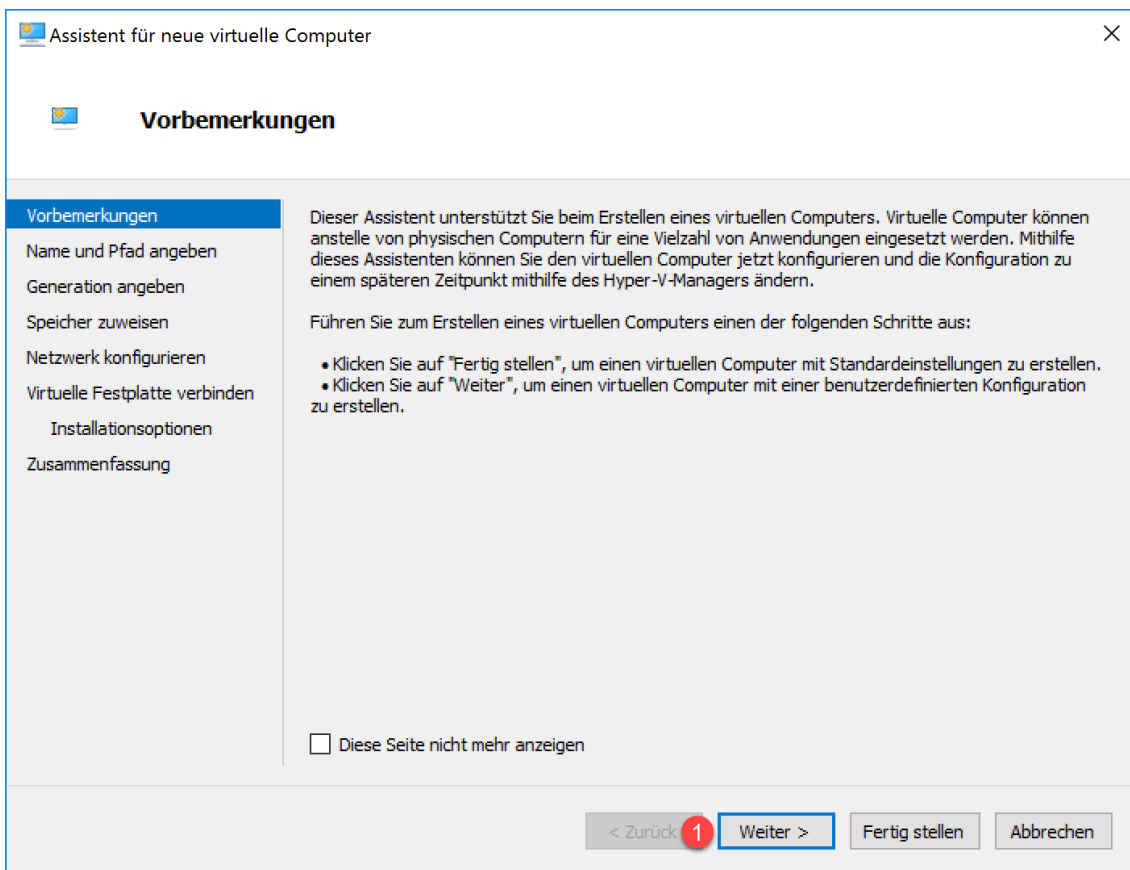 Assistent für neue virtuelle Computer
Vorbemerkungen
Vorbemerkungen
Name und Pfad angeben
Generation angeben
Speicher zuweisen
Netzwerk konfigurieren
Virtuelle Festplatte verbinden
Installationsoptionen
Zusammenfassung
Dieser Assistent unterstützt Sie beim Erstellen eines virtuellen Computers. Virtuelle Computer können
anstelle von physischen Computern für eine Vielzahl von Anwendungen eingesetzt werden. Mithilfe
dieses Assistenten können Sie den virtuellen Computer jetzt konfigurieren und die Konfiguration zu
einem späteren Zeitpunkt mithilfe des Hyper-V-Managers ändern.
Führen Sie zum Erstellen eines virtuellen Computers einen der folgenden Schritte aus:
• Klicken Sie auf "Fertig stellen", um einen virtuellen Computer mit Standardeinstellungen zu erstellen.
• Klicken Sie auf "Weiter", um einen virtuellen Computer mit einer benutzerdefinierten Konfiguration
zu erstellen.
Diese Seite nicht mehr anzeigen
< Zurück 1 Weiter > Fertig stellen Abbrechen